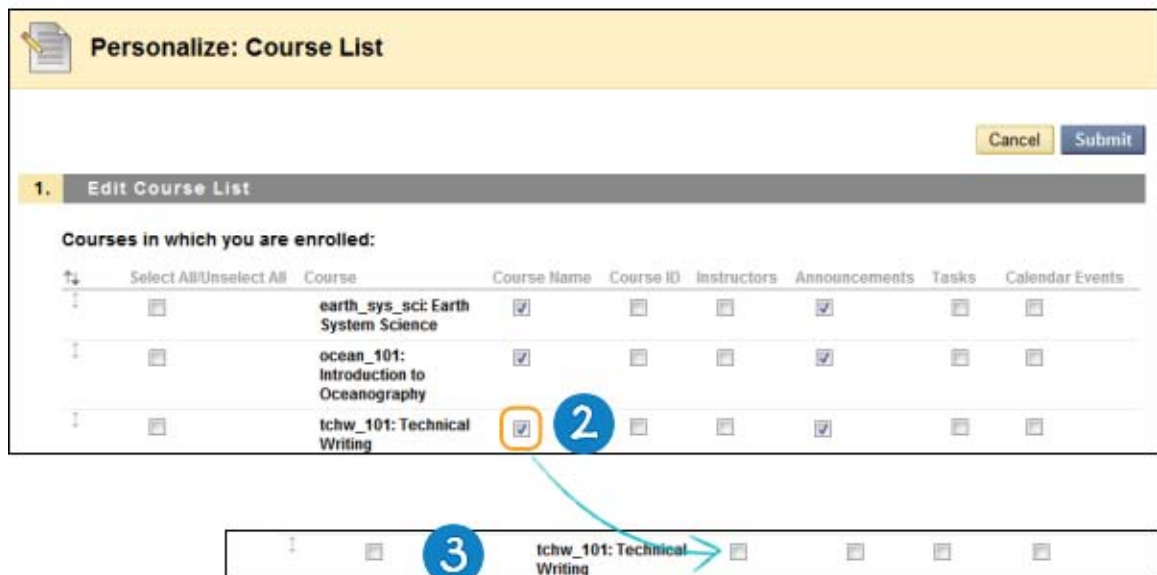 Personalize: Course List
Cancel Submit
1. Edit Course List
Courses in which you are enrolled:
Select All/Unselect All Course Course Name Course ID Instructors Announcements Tasks Calendar Events
earth_sys_sci: Earth
System Science
ocean_101:
Introduction to
Oceanography
tchw_101: Technical
Writing
2
3
tchw_101: Technical
Writing